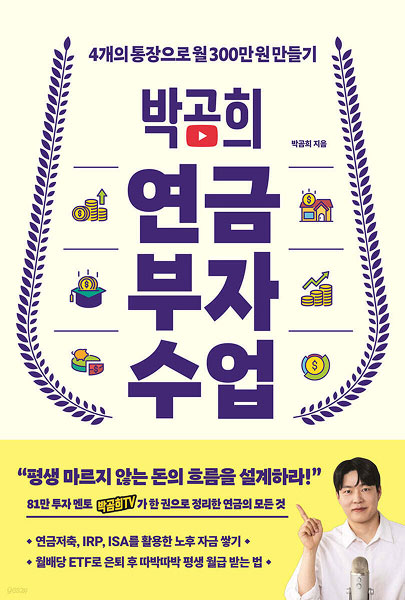 4개의 통장으로 월 300만 원 만들기
박곰희
박곰희 지음
연금
부자
수업
“평생 마르지 않는 돈의 흐름을 설계하라!”
81만 투자 멘토 박곰희TV가 한 권으로 정리한 연금의 모든 것
◆ 연금저축, IRP, ISA를 활용한 노후 자금 쌓기
◆ 월배당 ETF로 은퇴 후 따박따박 평생 월급 받는 법